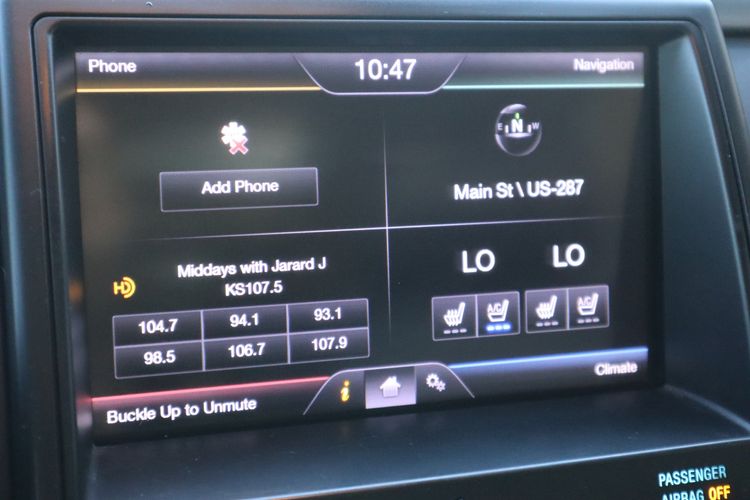 Phone
10:47
Navigation
E N W
Add Phone
Main St \ US-287
HD
Middays with Jarard J
KS107.5
104.7 94.1 93.1
98.5 106.7 107.9
LO LO
A/C A/C
Buckle Up to Unmute
i
Climate
PASSENGER
AIRBAG OFF